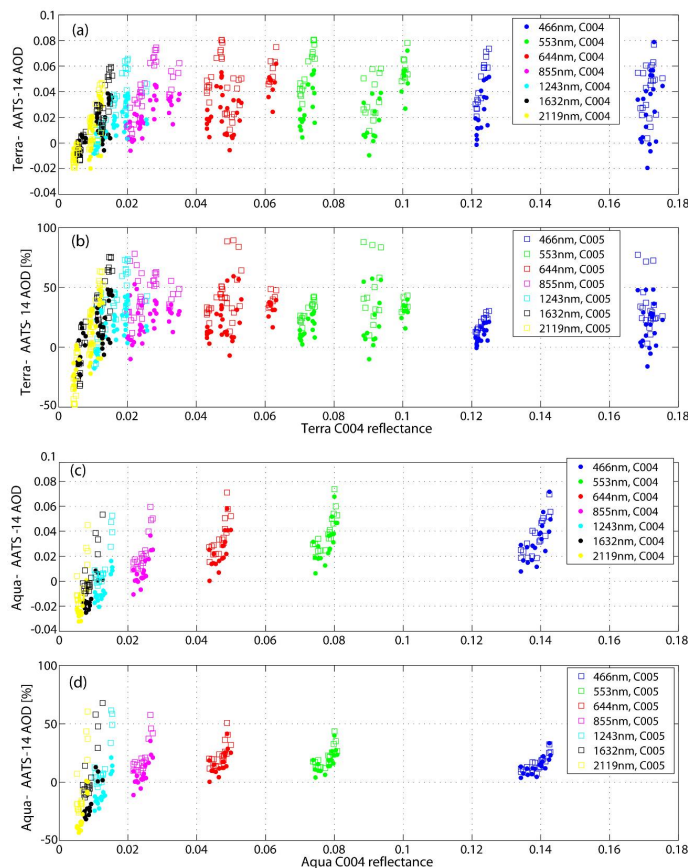 (a)
Terra- AATS-14 AOD
0.1
0.08
0.06
0.04
0.02
0
-0.02
-0.04
466nm, C004
553nm, C004
644nm, C004
855nm, C004
1243nm, C004
1632nm, C004
2119nm, C004
0 0.02 0.04 0.06 0.08 0.1 0.12 0.14 0.16 0.18
(b)
Terra- AATS- 14 AOD [%]
100
50
0
-50
466nm, C005
553nm, C005
644nm, C005
855nm, C005
1243nm, C005
1632nm, C005
2119nm, C005
0 0.02 0.04 0.06 0.08 0.1 0.12 0.14 0.16 0.18
Terra C004 reflectance
(c)
Aqua- AATS-14 AOD
0.1
0.08
0.06
0.04
0.02
0
-0.02
-0.04
466nm, C004
553nm, C004
644nm, C004
855nm, C004
1243nm, C004
1632nm, C004
2119nm, C004
0 0.02 0.04 0.06 0.08 0.1 0.12 0.14 0.16 0.18
(d)
Aqua- AATS-14 AOD [%]
100
50
0
-50
466nm, C005
553nm, C005
644nm, C005
855nm, C005
1243nm, C005
1632nm, C005
2119nm, C005
0 0.02 0.04 0.06 0.08 0.1 0.12 0.14 0.16 0.18
Aqua C004 reflectance